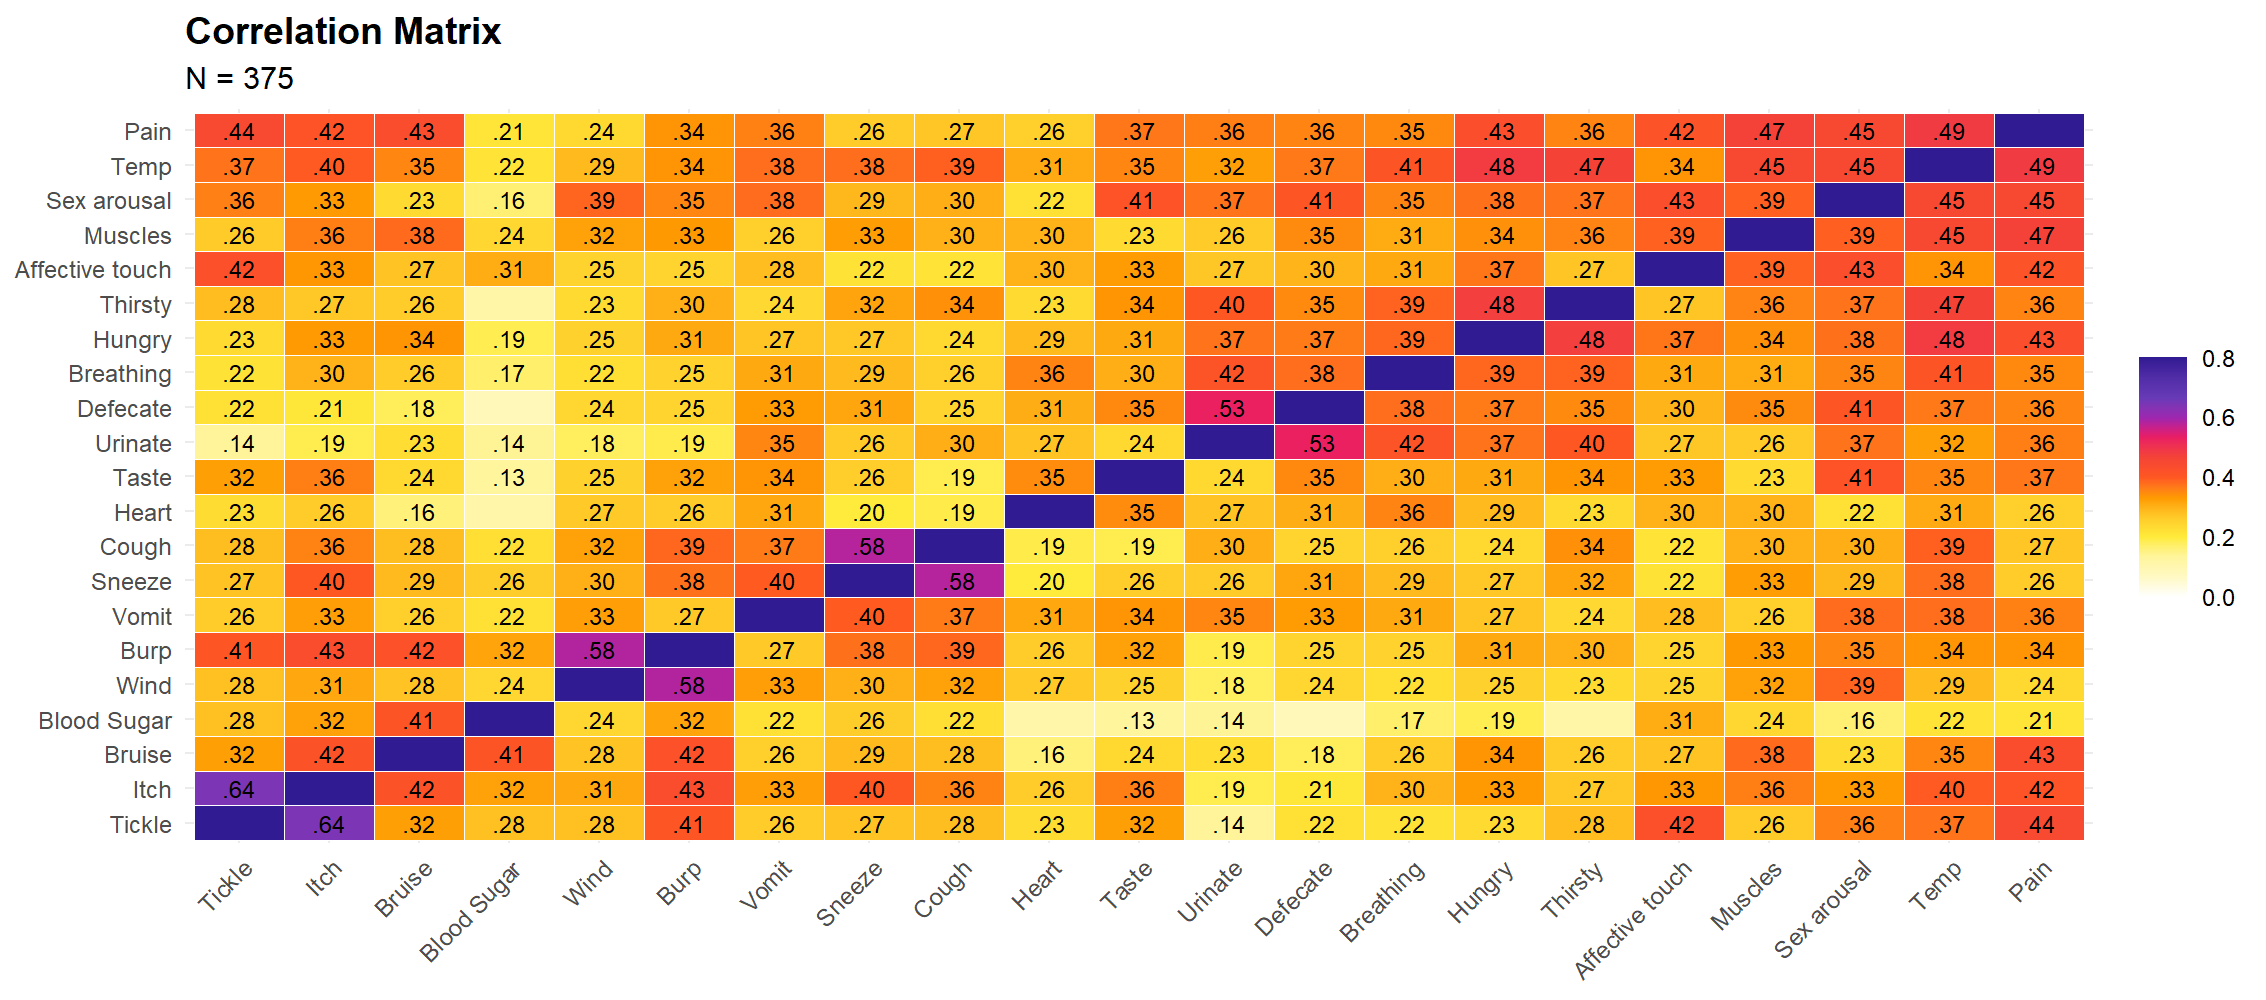 Correlation Matrix
N = 375
Pain .44 .42 .43 .21 .24 .34 .36 .26 .27 .26 .37 .36 .36 .35 .43 .36 .42 .47 .45 .49
Temp .37 .40 .35 .22 .29 .34 .38 .38 .39 .31 .35 .32 .37 .41 .48 .47 .34 .45 .45 .49
Sex arousal .36 .33 .23 .16 .39 .35 .38 .29 .30 .22 .41 .37 .41 .35 .38 .37 .43 .39 .45 .45
Muscles .26 .36 .38 .24 .32 .33 .26 .33 .30 .30 .23 .26 .35 .31 .34 .36 .39 .39 .45 .47
Affective touch .42 .33 .27 .31 .25 .25 .28 .22 .22 .30 .33 .27 .30 .31 .37 .27 .39 .43 .34 .42
Thirsty .28 .27 .26 .23 .30 .24 .32 .34 .23 .34 .40 .35 .39 .48 .27 .36 .37 .47 .36
Hungry .23 .33 .34 .19 .25 .31 .27 .27 .24 .29 .31 .37 .37 .39 .48 .37 .34 .38 .48 .43
Breathing .22 .30 .26 .17 .22 .25 .31 .29 .26 .36 .30 .42 .38 .39 .39 .31 .31 .35 .41 .35
Defecate .22 .21 .18 .24 .25 .33 .31 .25 .31 .35 .53 .38 .37 .35 .30 .35 .41 .37 .36
Urinate .14 .19 .23 .14 .18 .19 .35 .26 .30 .27 .24 .53 .42 .37 .40 .27 .26 .37 .32 .36
Taste .32 .36 .24 .13 .25 .32 .34 .26 .19 .35 .24 .35 .30 .31 .34 .33 .23 .41 .35 .37
Heart .23 .26 .16 .27 .26 .31 .20 .19 .35 .27 .31 .36 .29 .23 .30 .30 .22 .31 .26
Cough .28 .36 .28 .22 .32 .39 .37 .58 .19 .19 .30 .25 .26 .24 .34 .22 .30 .30 .39 .27
Sneeze .27 .40 .29 .26 .30 .38 .40 .58 .20 .26 .26 .31 .29 .27 .32 .22 .33 .29 .38 .26
Vomit .26 .33 .26 .22 .33 .27 .40 .37 .31 .34 .35 .33 .31 .27 .24 .28 .26 .38 .38 .36
Burp .41 .43 .42 .32 .58 .27 .38 .39 .26 .32 .19 .25 .25 .31 .30 .25 .33 .35 .34 .34
Wind .28 .31 .28 .24 .58 .33 .30 .32 .27 .25 .18 .24 .22 .25 .23 .25 .32 .39 .29 .24
Blood Sugar .28 .32 .41 .24 .32 .22 .26 .22 .13 .14 .17 .19 .31 .24 .16 .22 .21
Bruise .32 .42 .41 .28 .42 .26 .29 .28 .16 .24 .23 .18 .26 .34 .26 .27 .38 .23 .35 .43
Itch .64 .42 .32 .31 .43 .33 .40 .36 .26 .36 .19 .21 .30 .33 .27 .33 .36 .33 .40 .42
Tickle .64 .32 .28 .28 .41 .26 .27 .28 .23 .32 .14 .22 .22 .23 .28 .42 .26 .36 .37 .44
Tickle Itch Bruise Blood Sugar Wind Burp Vomit Sneeze Cough Heart Taste Urinate Defecate Breathing Hungry Thirsty Affective touch Muscles Sex arousal Temp Pain
0.8
0.6
0.4
0.2
0.0